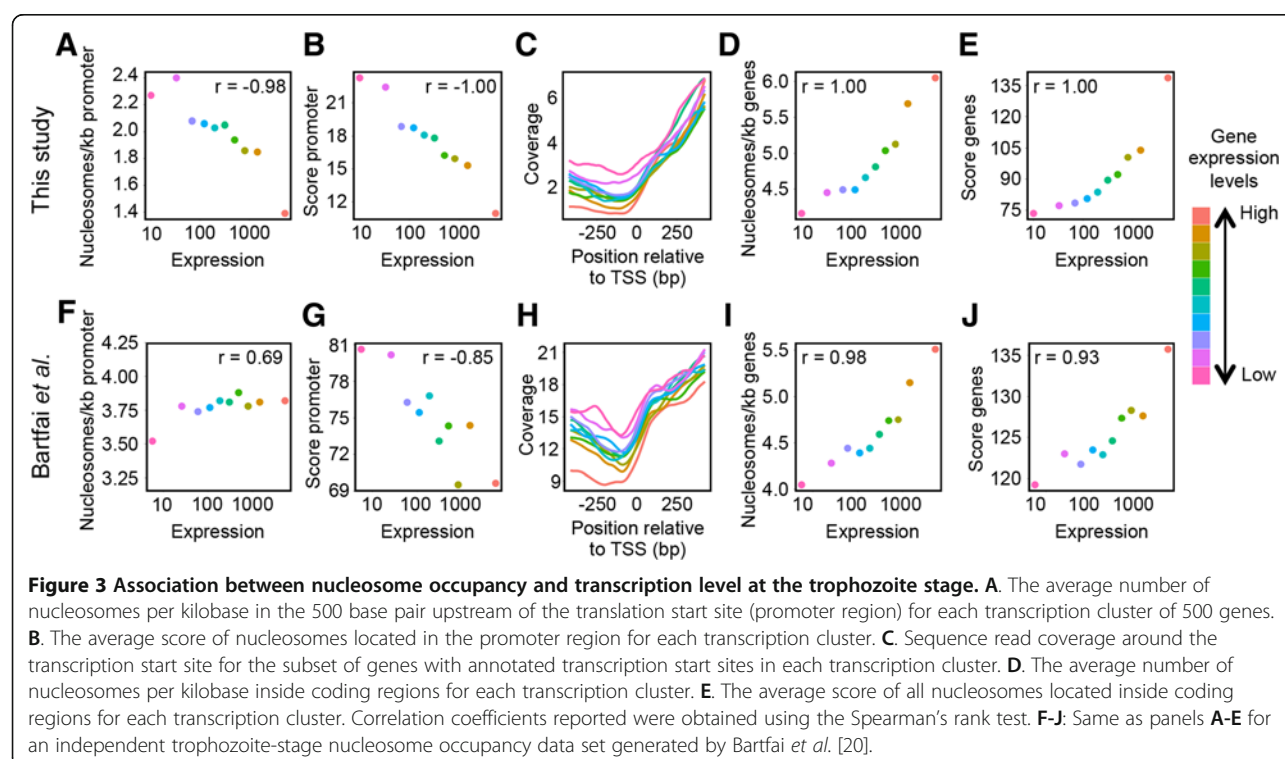 A
B
C
D
E
This study
Nucleosomes/kb promoter
2.4
2.2
2.0
1.8
1.6
1.4
r = -0.98
10 100 1000
Expression
Score promoter
21
18
15
11
r = -1.00
10 100 1000
Expression
Coverage
6
4
2
-250 0 250
Position relative
to TSS (bp)
Nucleosomes/kb genes
6.0
5.5
5.0
4.5
r = 1.00
10 100 1000
Expression
Score genes
135
120
105
90
75
r = 1.00
10 100 1000
Expression
Gene
expression
levels
High
Low
F
G
H
I
J
Bartfai et al.
Nucleosomes/kb promoter
4.25
4.00
3.75
3.50
3.25
r = 0.69
10 100 1000
Expression
Score promoter
81
78
75
72
69
r = -0.85
10 100 1000
Expression
Coverage
21
18
15
12
9
-250 0 250
Position relative
to TSS (bp)
Nucleosomes/kb genes
5.5
5.0
4.5
4.0
r = 0.98
10 100 1000
Expression
Score genes
135
130
125
120
r = 0.93
10 100 1000
Expression
Figure 3 Association between nucleosome occupancy and transcription level at the trophozoite stage. A. The average number of
nucleosomes per kilobase in the 500 base pair upstream of the translation start site (promoter region) for each transcription cluster of 500 genes.
B. The average score of nucleosomes located in the promoter region for each transcription cluster. C. Sequence read coverage around the
transcription start site for the subset of genes with annotated transcription start sites in each transcription cluster. D. The average number of
nucleosomes per kilobase inside coding regions for each transcription cluster. E. The average score of all nucleosomes located inside coding
regions for each transcription cluster. Correlation coefficients reported were obtained using the Spearman's rank test. F-J: Same as panels A-E for
an independent trophozoite-stage nucleosome occupancy data set generated by Bartfai et al. [20].